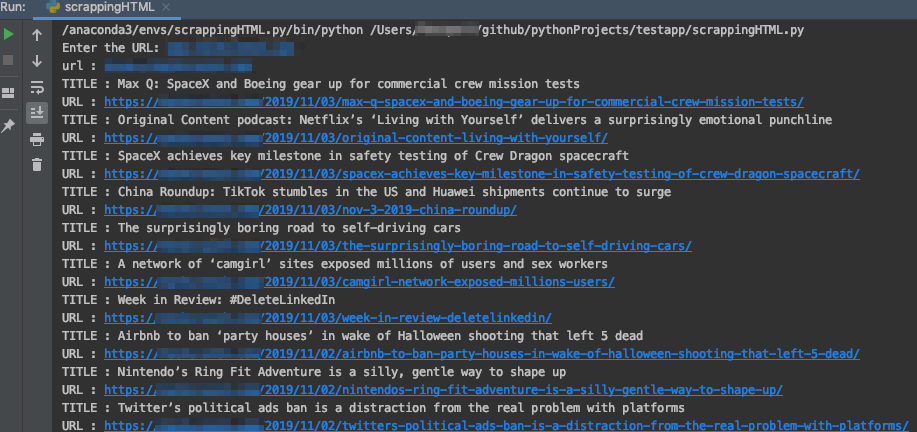 Run: scrappingHTML
/anaconda3/envs/scrappingHTML.py/bin/python /Users/ /github/pythonProjects/testapp/scrappingHTML.py
Enter the URL:
url :
TITLE : Max Q: SpaceX and Boeing gear up for commercial crew mission tests
URL : https:// /2019/11/03/max-q-spacex-and-boeing-gear-up-for-commercial-crew-mission-tests/
TITLE : Original Content podcast: Netflix’s ‘Living with Yourself’ delivers a surprisingly emotional punchline
URL : https:// /2019/11/03/original-content-living-with-yourself/
TITLE : SpaceX achieves key milestone in safety testing of Crew Dragon spacecraft
URL : https:// /2019/11/03/spacex-achieves-key-milestone-in-safety-testing-of-crew-dragon-spacecraft/
TITLE : China Roundup: TikTok stumbles in the US and Huawei shipments continue to surge
URL : https:// /2019/11/03/nov-3-2019-china-roundup/
TITLE : The surprisingly boring road to self-driving cars
URL : https:// /2019/11/03/the-surprisingly-boring-road-to-self-driving-cars/
TITLE : A network of ‘camgirl’ sites exposed millions of users and sex workers
URL : https:// /2019/11/03/camgirl-network-exposed-millions-users/
TITLE : Week in Review: #DeleteLinkedIn
URL : https:// /2019/11/03/week-in-review-deletelinkedin/
TITLE : Airbnb to ban ‘party houses’ in wake of Halloween shooting that left 5 dead
URL : https:// /2019/11/02/airbnb-to-ban-party-houses-in-wake-of-halloween-shooting-that-left-5-dead/
TITLE : Nintendo’s Ring Fit Adventure is a silly, gentle way to shape up
URL : https:// /2019/11/02/nintendos-ring-fit-adventure-is-a-silly-gentle-way-to-shape-up/
TITLE : Twitter’s political ads ban is a distraction from the real problem with platforms
URL : https:// /2019/11/02/twitters-political-ads-ban-is-a-distraction-from-the-real-problem-with-platforms/